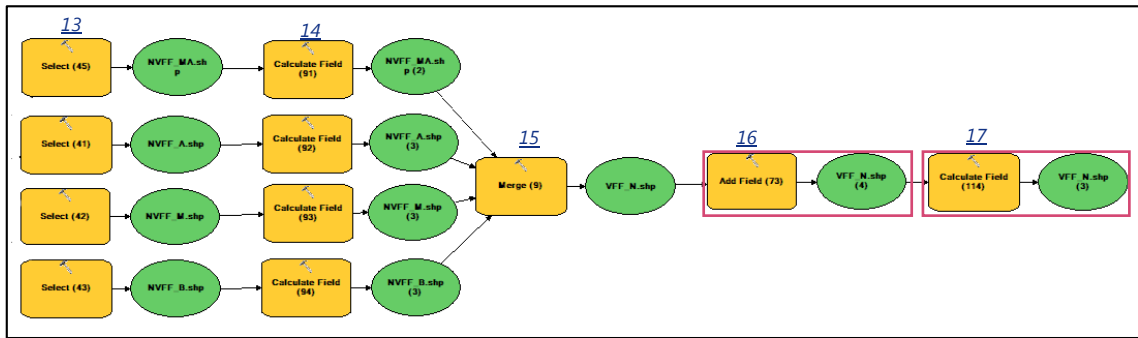 13
14
Select (45)
NVFF_MA.sh
p
Calculate Field
(91)
NVFF_MA.sh
p (2)
Select (41)
NVFF_A.shp
Calculate Field
(92)
NVFF_A.shp
(3)
15
Merge (9)
VFF_N.shp
16
Add Field (73)
VFF_N.shp
(4)
17
Calculate Field
(114)
VFF_N.shp
(3)
Select (42)
NVFF_M.shp
Calculate Field
(93)
NVFF_M.shp
(3)
Select (43)
NVFF_B.shp
Calculate Field
(94)
NVFF_B.shp
(3)